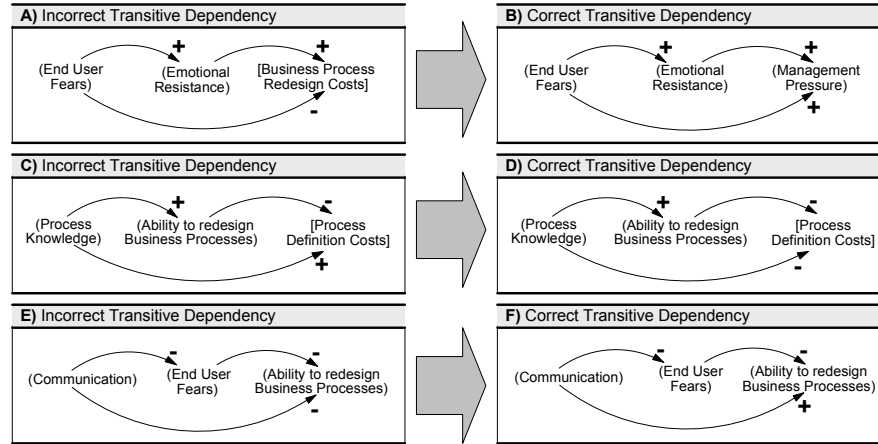 A) Incorrect Transitive Dependency
+
+
(End User
Fears)
(Emotional
Resistance)
[Business Process
Redesign Costs]
-
B) Correct Transitive Dependency
+
+
(End User
Fears)
(Emotional
Resistance)
(Management
Pressure)
+
C) Incorrect Transitive Dependency
+
-
(Process
Knowledge)
(Ability to redesign
Business Processes)
[Process
Definition Costs]
+
D) Correct Transitive Dependency
+
-
(Process
Knowledge)
(Ability to redesign
Business Processes)
[Process
Definition Costs]
-
E) Incorrect Transitive Dependency
-
-
(Communication)
(End User
Fears)
(Ability to redesign
Business Processes)
-
F) Correct Transitive Dependency
-
-
(Communication)
(End User
Fears)
(Ability to redesign
Business Processes)
+